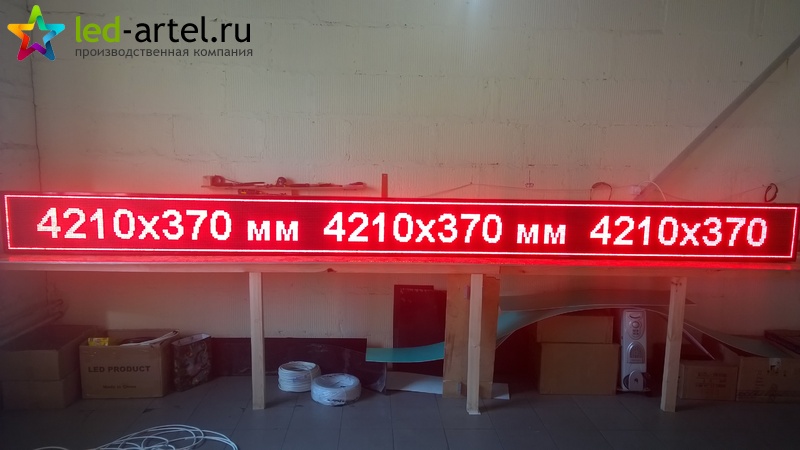 led-artel.ru
производственная компания
4210x370 мм 4210x370 мм 4210x370
LED PRODUCT